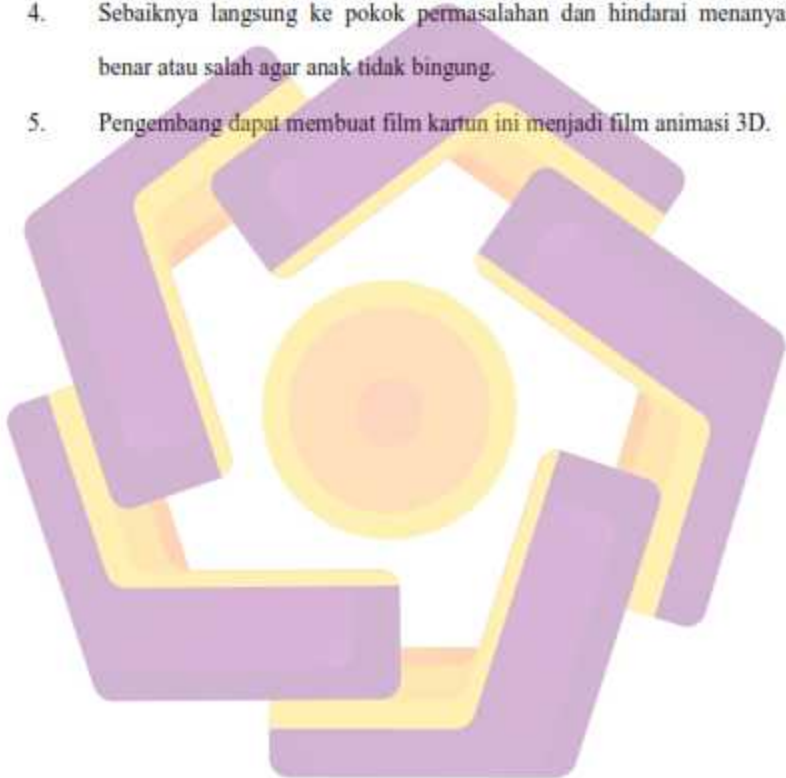 4. Sebaiknya langsung ke pokok permasalahan dan hindarai menanya
benar atau salah agar anak tidak bingung.
5. Pengembang dapat membuat film kartun ini menjadi film animasi 3D.